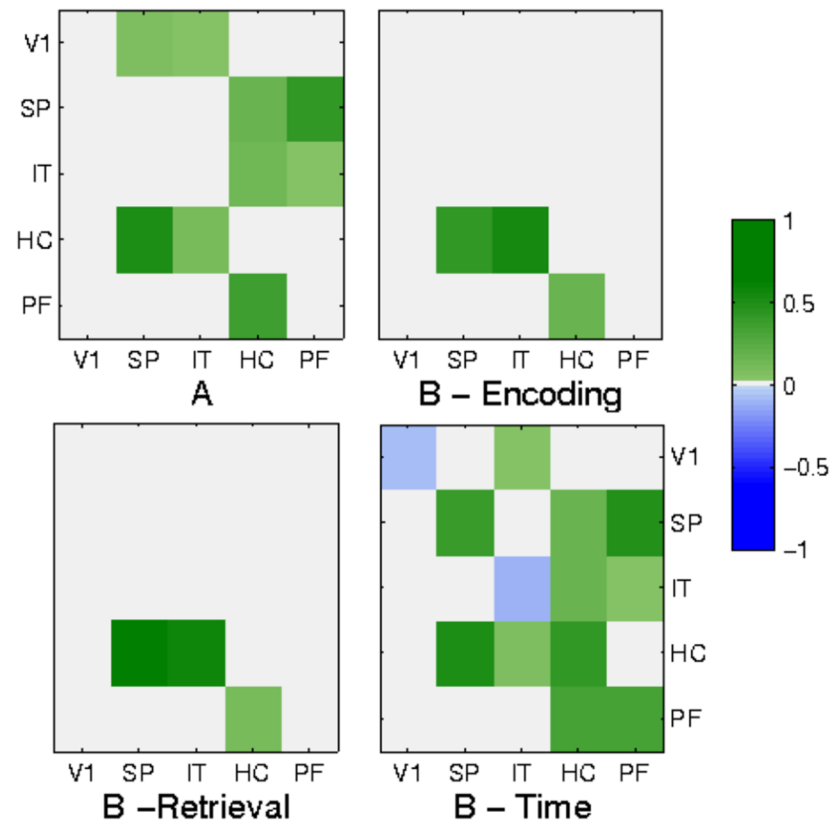 V1
SP
IT
HC
PF
V1 SP IT HC PF
A
V1 SP IT HC PF
B – Encoding
1
0.5
0
−0.5
−1
V1 SP IT HC PF
B –Retrieval
V1
SP
IT
HC
PF
V1 SP IT HC PF
B – Time